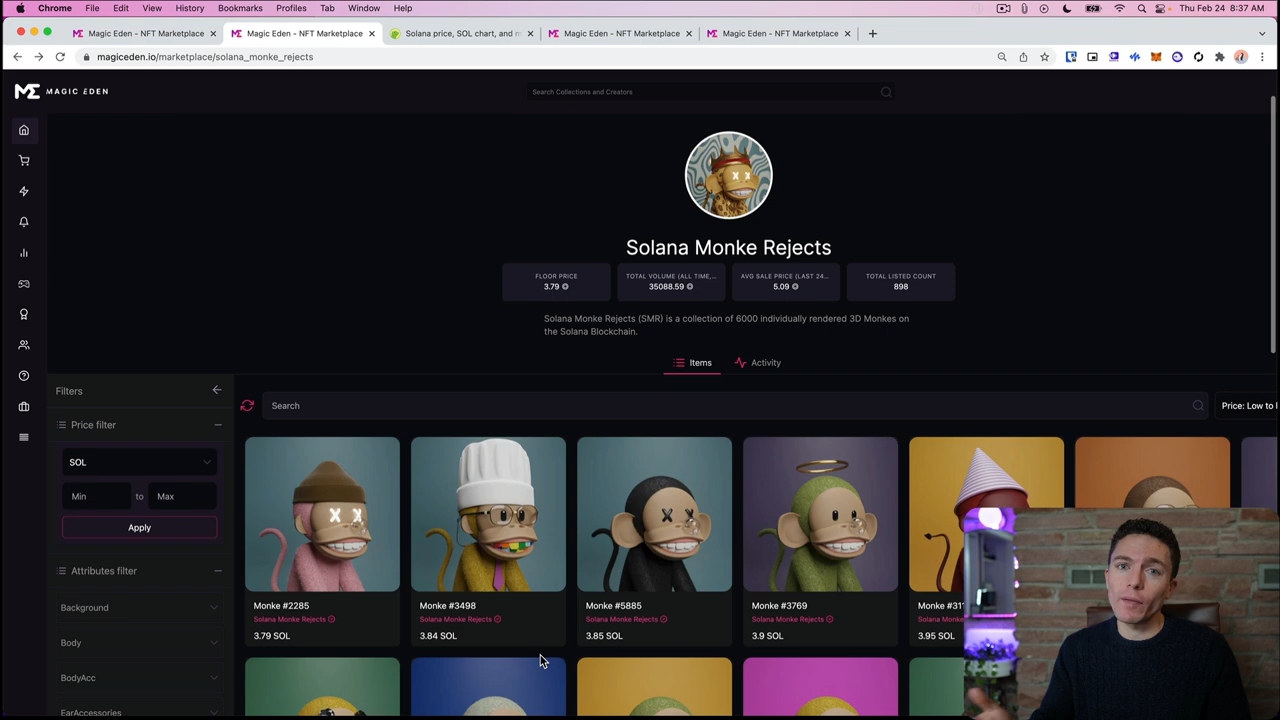 Chrome File Edit View History Bookmarks Profiles Tab Window Help Thu Feb 24 8:37 AM
Magic Eden - NFT Marketplace Magic Eden - NFT Marketplace Solana price, SOL chart, and m Magic Eden - NFT Marketplace Magic Eden - NFT Marketplace
magiceden.io/marketplace/solana_monke_rejects
MAGIC EDEN
Search Collections and Creators
Solana Monke Rejects
FLOOR PRICE TOTAL VOLUME (ALL TIME,... AVG SALE PRICE (LAST 24... TOTAL LISTED COUNT
3.79 35088.59 5.09 898
Solana Monke Rejects (SMR) is a collection of 6000 individually rendered 3D Monkes on
the Solana Blockchain.
Items Activity
Filters
Search
Price: Low to
Price filter
SOL
Min to Max
Apply
Attributes filter
Background
Body
BodyAcc
EarAccessories
Monke #2285 Monke #3498 Monke #5885 Monke #3769 Monke #311
Solana Monke Rejects Solana Monke Rejects Solana Monke Rejects Solana Monke Rejects Solana Monke
3.79 SOL 3.84 SOL 3.85 SOL 3.9 SOL 3.95 SOL